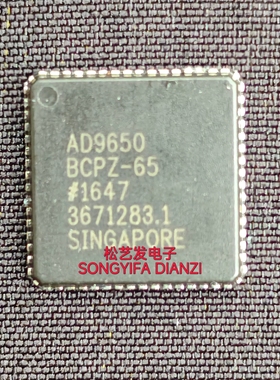 AD9650
BCPZ-65
#1647
3671283.1
SINGAPORE
松艺发电子
SONGYIFA DIANZI